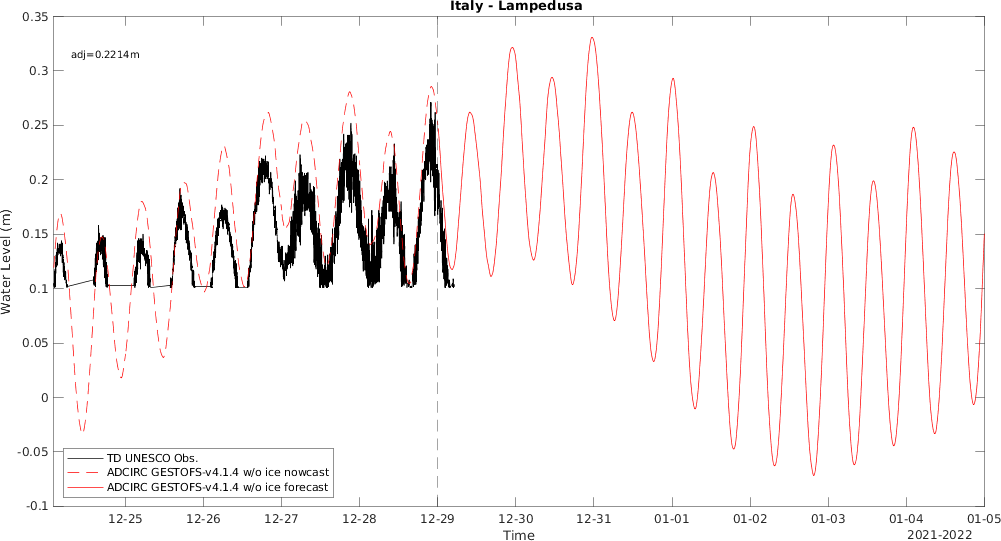 Italy - Lampedusa
0.35
adj=0.2214m
0.3
0.25
0.2
0.15
0.1
0.05
0
-0.05
-0.1
Water Level (m)
TD UNESCO Obs.
ADCIRC GESTOFS-v4.1.4 w/o ice nowcast
ADCIRC GESTOFS-v4.1.4 w/o ice forecast
12-25 12-26 12-27 12-28 12-29 12-30 12-31 01-01 01-02 01-03 01-04 01-05
Time
2021-2022